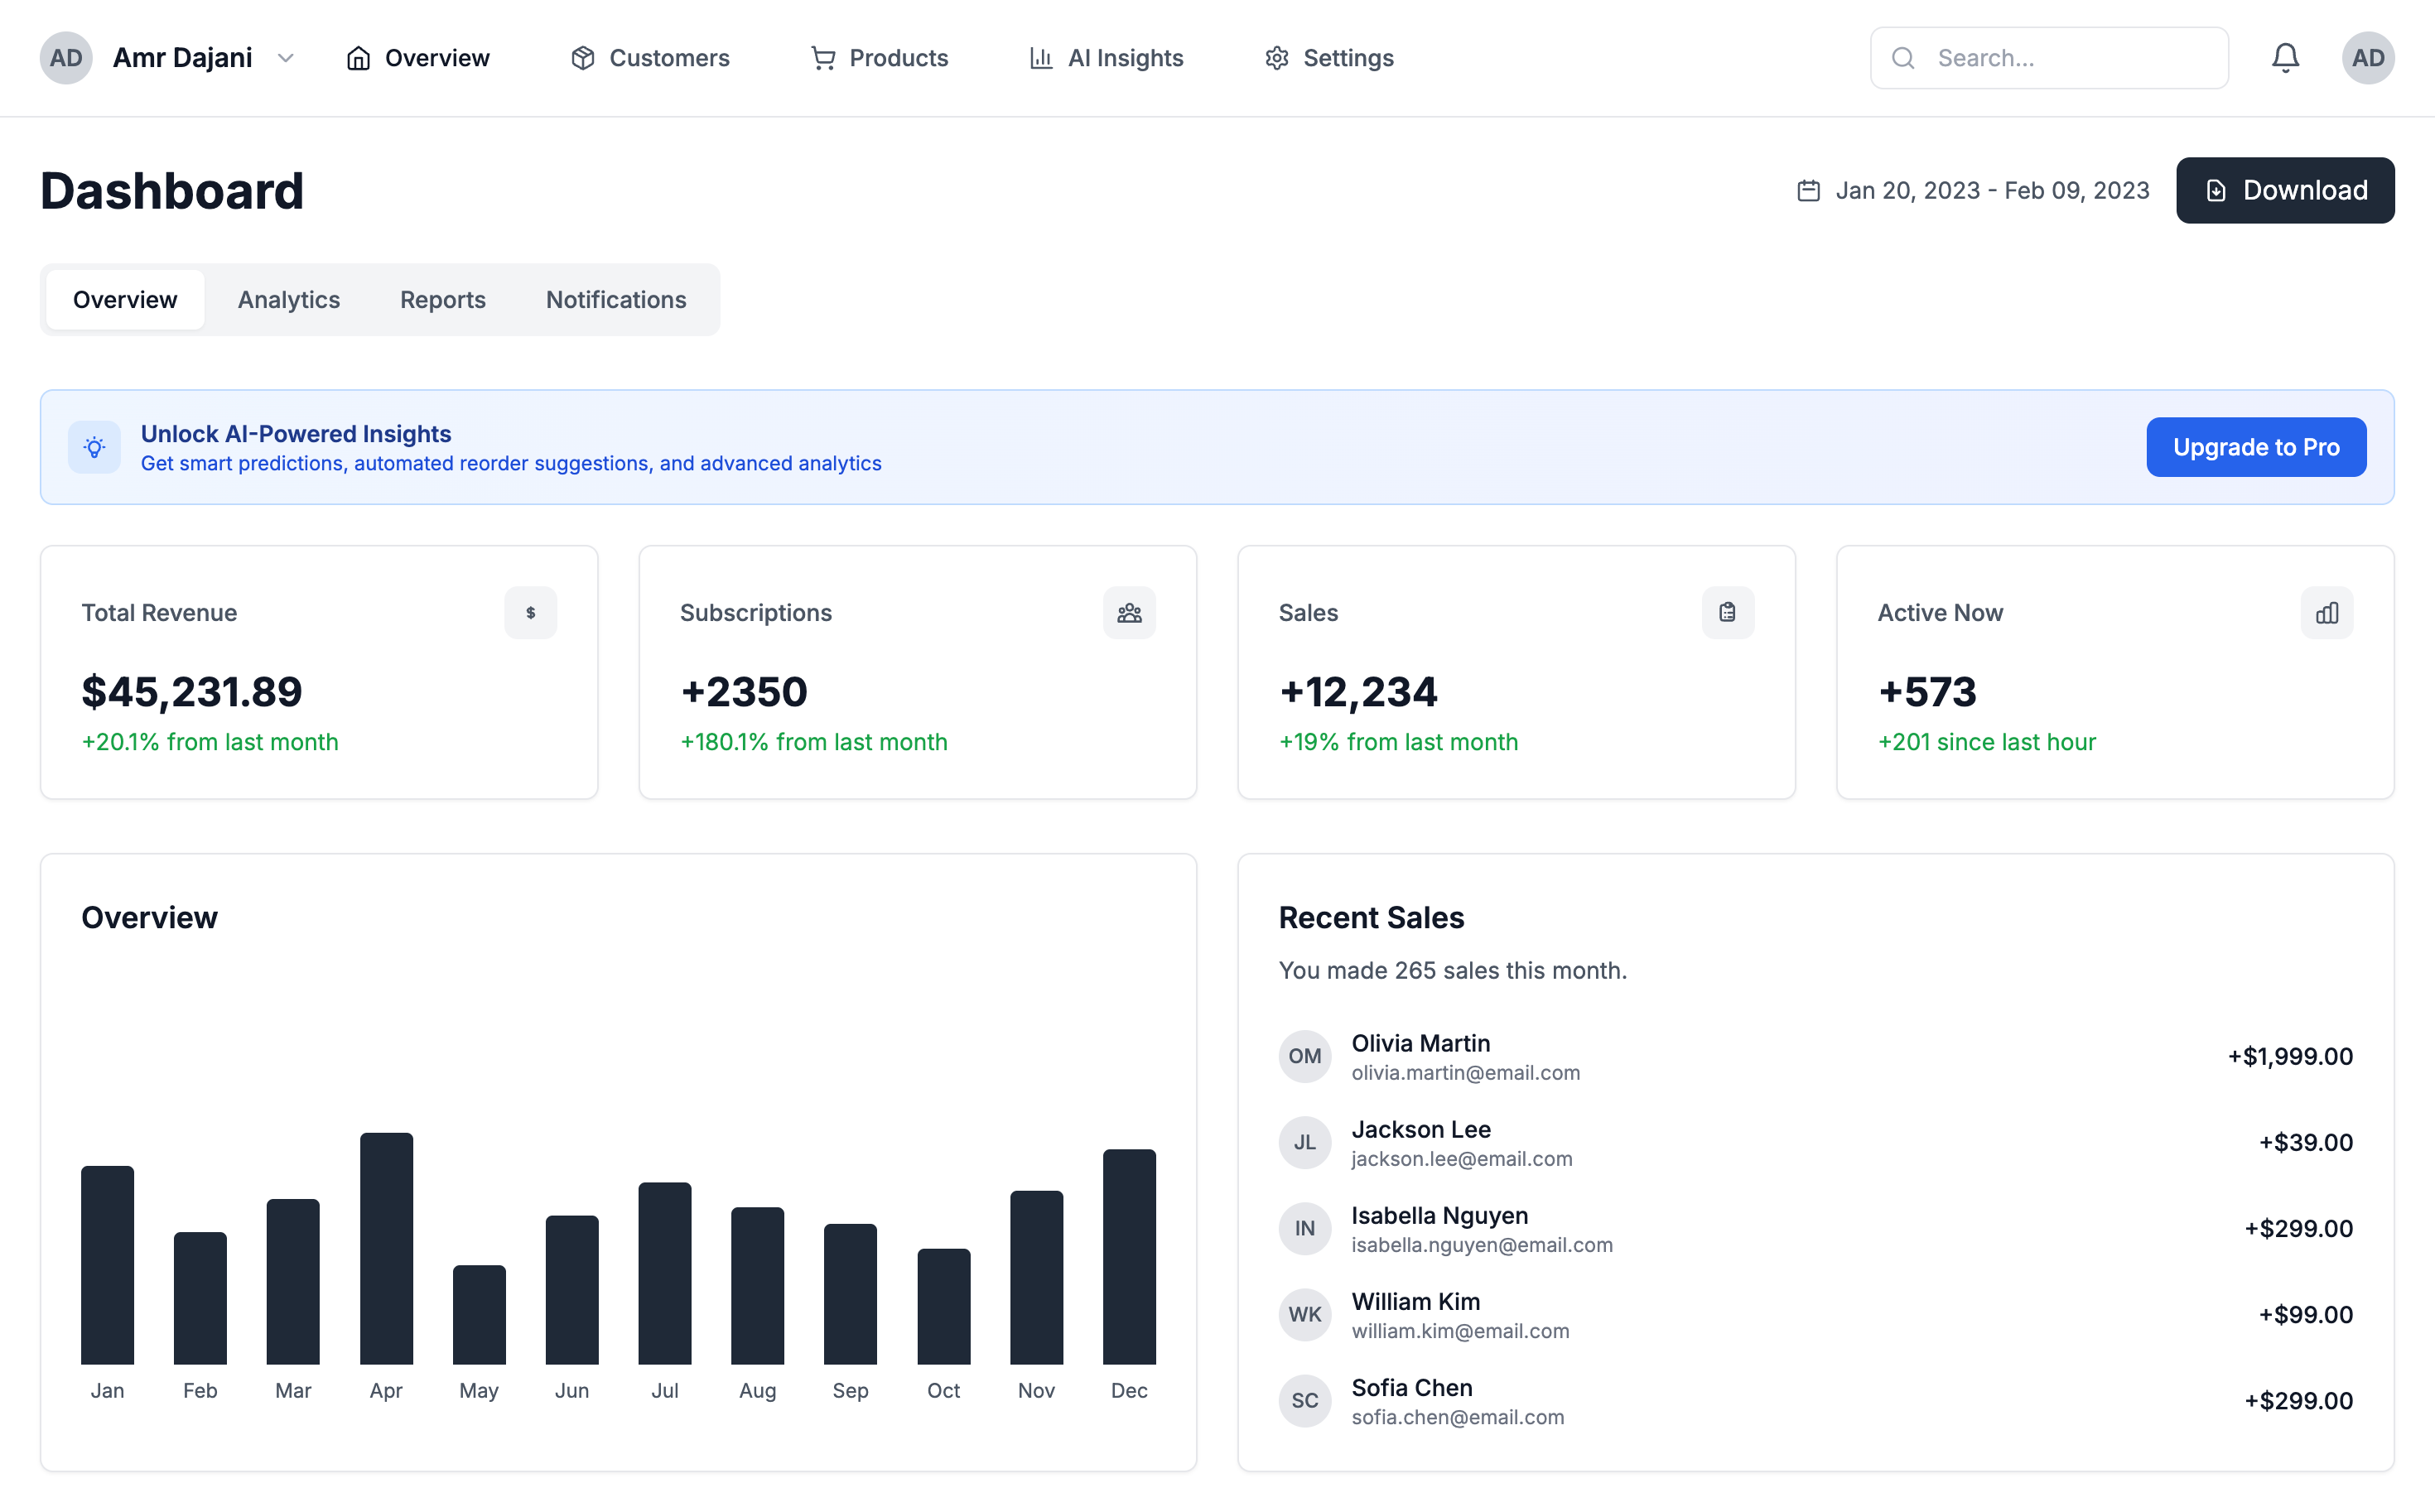 AD Amr Dajani Overview Customers Products AI Insights Settings Search... AD
Dashboard
Jan 20, 2023 - Feb 09, 2023 Download
Overview Analytics Reports Notifications
Unlock AI-Powered Insights
Get smart predictions, automated reorder suggestions, and advanced analytics
Upgrade to Pro
Total Revenue $
$45,231.89
+20.1% from last month
Subscriptions
+2350
+180.1% from last month
Sales
+12,234
+19% from last month
Active Now
+573
+201 since last hour
Overview
Jan Feb Mar Apr May Jun Jul Aug Sep Oct Nov Dec
Recent Sales
You made 265 sales this month.
OM Olivia Martin
olivia.martin@email.com
+$1,999.00
JL Jackson Lee
jackson.lee@email.com
+$39.00
IN Isabella Nguyen
isabella.nguyen@email.com
+$299.00
WK William Kim
william.kim@email.com
+$99.00
SC Sofia Chen
sofia.chen@email.com
+$299.00